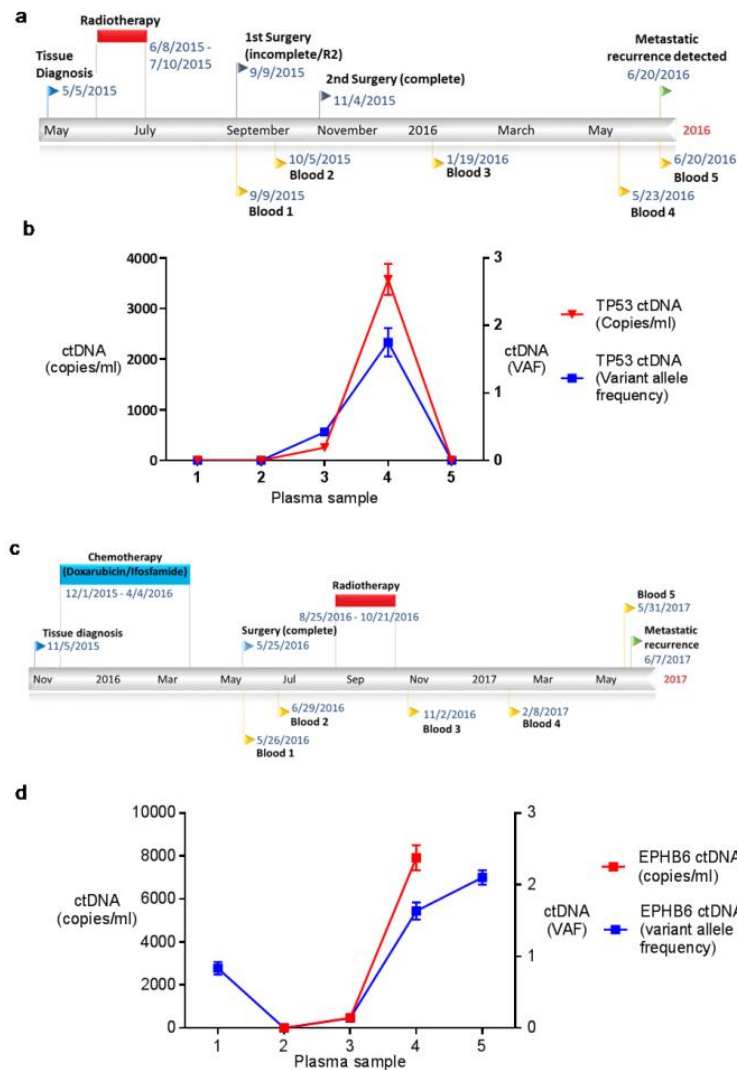 a
Radiotherapy
6/8/2015 -
7/10/2015
Tissue
Diagnosis
5/5/2015
1st Surgery
(incomplete/R2)
9/9/2015
2nd Surgery (complete)
11/4/2015
Metastatic
recurrence detected
6/20/2016
May July September November 2016 March May 2016
9/9/2015
Blood 1
10/5/2015
Blood 2
1/19/2016
Blood 3
5/23/2016
Blood 4
6/20/2016
Blood 5
b
4000
3000
2000
1000
0
ctDNA
(copies/ml)
3
2
1
0
ctDNA
(VAF)
1 2 3 4 5
Plasma sample
TP53 ctDNA
(Copies/ml)
TP53 ctDNA
(Variant allele
frequency)
c
Chemotherapy
(Doxarubicin/Ifosfamide)
12/1/2015 - 4/4/2016
Tissue diagnosis
11/5/2015
Surgery (complete)
5/25/2016
Radiotherapy
8/25/2016 - 10/21/2016
Blood 5
5/31/2017
Metastatic
recurrence
6/7/2017
Nov 2016 Mar May Jul Sep Nov 2017 Mar May 2017
5/26/2016
Blood 1
6/29/2016
Blood 2
11/2/2016
Blood 3
2/8/2017
Blood 4
d
10000
8000
6000
4000
2000
0
ctDNA
(copies/ml)
3
2
1
0
ctDNA
(VAF)
1 2 3 4 5
Plasma sample
EPHB6 ctDNA
(copies/ml)
EPHB6 ctDNA
(variant allele
frequency)